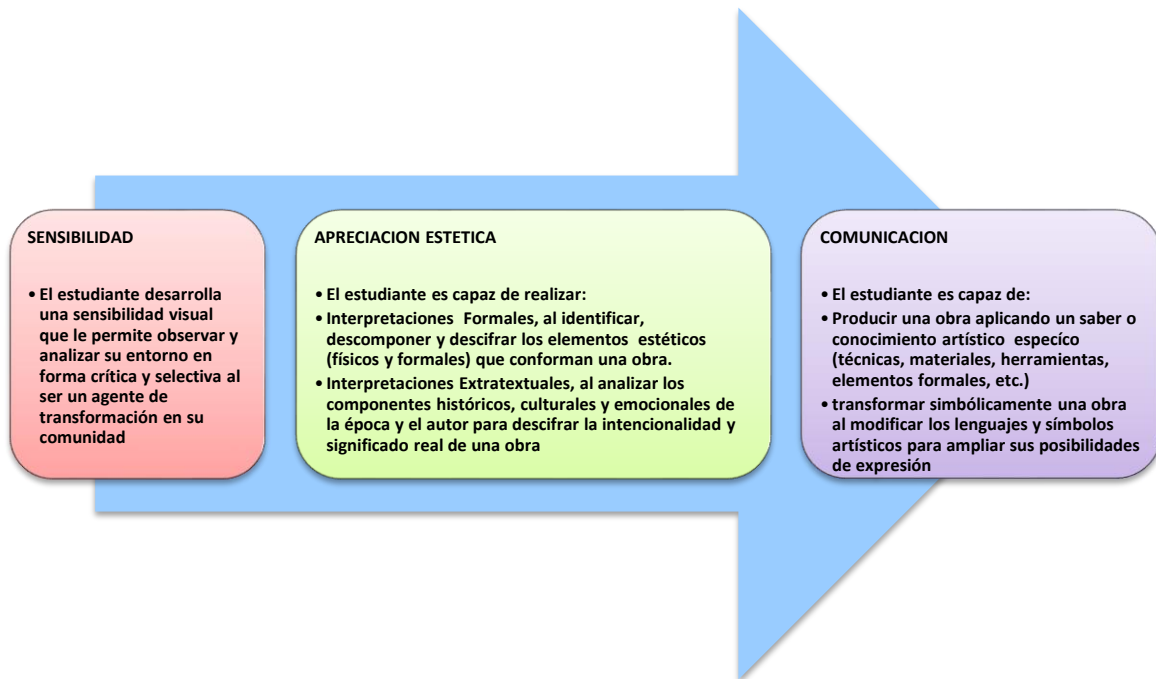 SENSIBILIDAD
• El estudiante desarrolla
una sensibilidad visual
que le permite observar y
analizar su entorno en
forma crítica y selectiva al
ser un agente de
transformación en su
comunidad
APRECIACION ESTETICA
• El estudiante es capaz de realizar:
• Interpretaciones Formales, al identificar,
descomponer y descifrar los elementos estéticos
(físicos y formales) que conforman una obra.
• Interpretaciones Extratextuales, al analizar los
componentes históricos, culturales y emocionales de
la época y el autor para descifrar la intencionalidad y
significado real de una obra
COMUNICACION
• El estudiante es capaz de:
• Producir una obra aplicando un saber o
conocimiento artístico especíco
(técnicas, materiales, herramientas,
elementos formales, etc.)
• transformar simbólicamente una obra
al modificar los lenguajes y símbolos
artísticos para ampliar sus posibilidades
de expresión